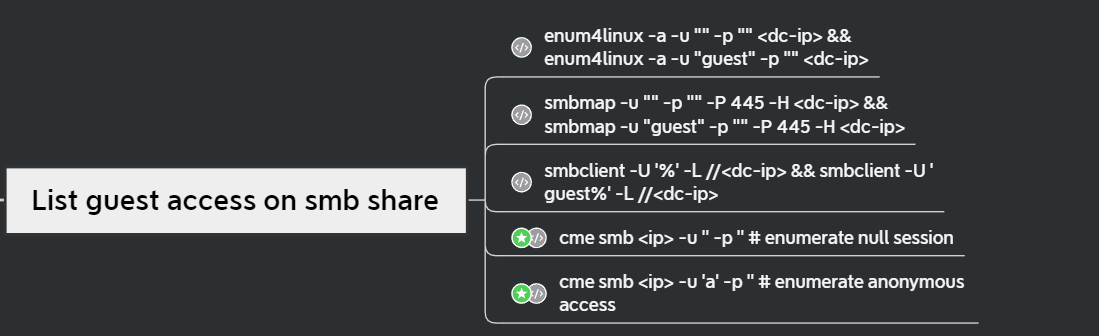 enum4linux -a -u "" -p "" <dc-ip> &&
enum4linux -a -u "guest" -p "" <dc-ip>
smbmap -u "" -p "" -P 445 -H <dc-ip> &&
smbmap -u "guest" -p "" -P 445 -H <dc-ip>
smbclient -U '%' -L //<dc-ip> && smbclient -U '
guest%' -L //<dc-ip>
List guest access on smb share
cme smb <ip> -u '' -p '' # enumerate null session
cme smb <ip> -u 'a' -p '' # enumerate anonymous
access